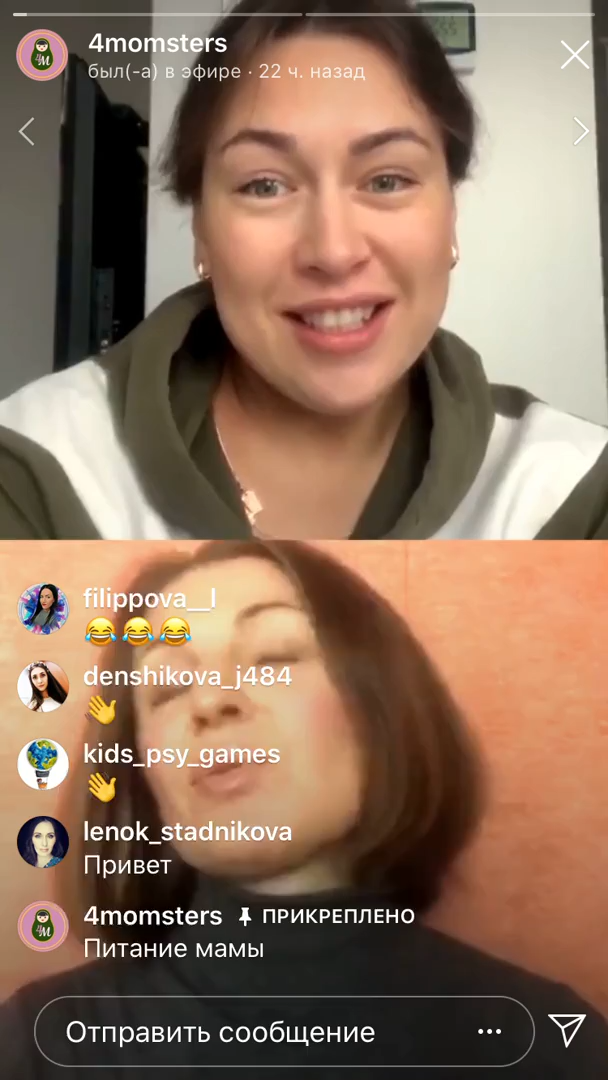 4momsters
был(-а) в эфире · 22 ч. назад
filippova__l
😂😂😂
denshikova_j484
👋
kids_psy_games
👋
lenok_stadnikova
Привет
4momsters ПРИКРЕПЛЕНО
Питание мамы
Отправить сообщение